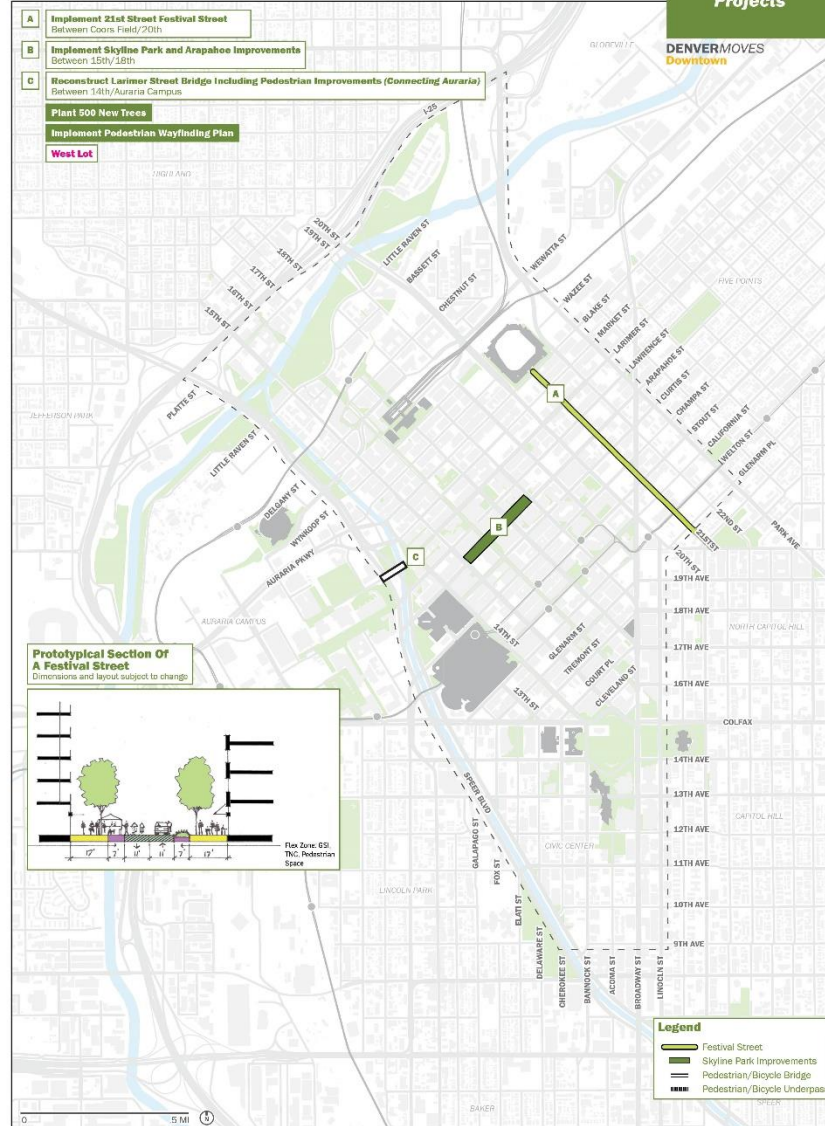 Projects
DENVERMOVES
Downtown
A Implement 21st Street Festival Street
Between Coors Field/20th
B Implement Skyline Park and Arapahoe Improvements
Between 15th/18th
C Reconstruct Larimer Street Bridge Including Pedestrian Improvements (Connecting Auraria)
Between 14th/Auraria Campus
Plant 500 New Trees
Implement Pedestrian Wayfinding Plan
West Lot
GLOBEVILLE
I-25
HIGHLAND
20TH ST
19TH ST
18TH ST
17TH ST
16TH ST
15TH ST
LITTLE RAVEN ST
BASSETT ST
CHESTNUT ST
WEWATTA ST
WAZEE ST
BLAKE ST
MARKET ST
LARIMER ST
LAWRENCE ST
ARAPAHOE ST
CURTIS ST
CHAMPA ST
STOUT ST
CALIFORNIA ST
WELTON ST
GLENARM PL
FIVE POINTS
JEFFERSON PARK
PLATTE ST
LITTLE RAVEN ST
DELGANY ST
WYNKOOP ST
AURARIA PKWY
AURARIA CAMPUS
A
B
C
21ST ST
22ND ST
PARK AVE
20TH ST
19TH AVE
18TH AVE
NORTH CAPITOL HILL
17TH AVE
16TH AVE
COLFAX
14TH AVE
13TH AVE
CAPITOL HILL
12TH AVE
11TH AVE
10TH AVE
9TH AVE
14TH ST
13TH ST
GLENARM ST
TREMONT ST
COURT PL
CLEVELAND ST
SPEER BLVD
CIVIC CENTER
LINCOLN PARK
GALAPAGO ST
FOX ST
ELATI ST
DELAWARE ST
CHEROKEE ST
BANNOCK ST
ACOMA ST
BROADWAY ST
LINCOLN ST
Prototypical Section Of
A Festival Street
Dimensions and layout subject to change
17' 7' 11' 11' 7' 17'
Flex Zone: GSI,
TNC, Pedestrian
Space
Legend
Festival Street
Skyline Park Improvements
Pedestrian/Bicycle Bridge
Pedestrian/Bicycle Underpas
SPEER
BAKER
0 .5 MI N